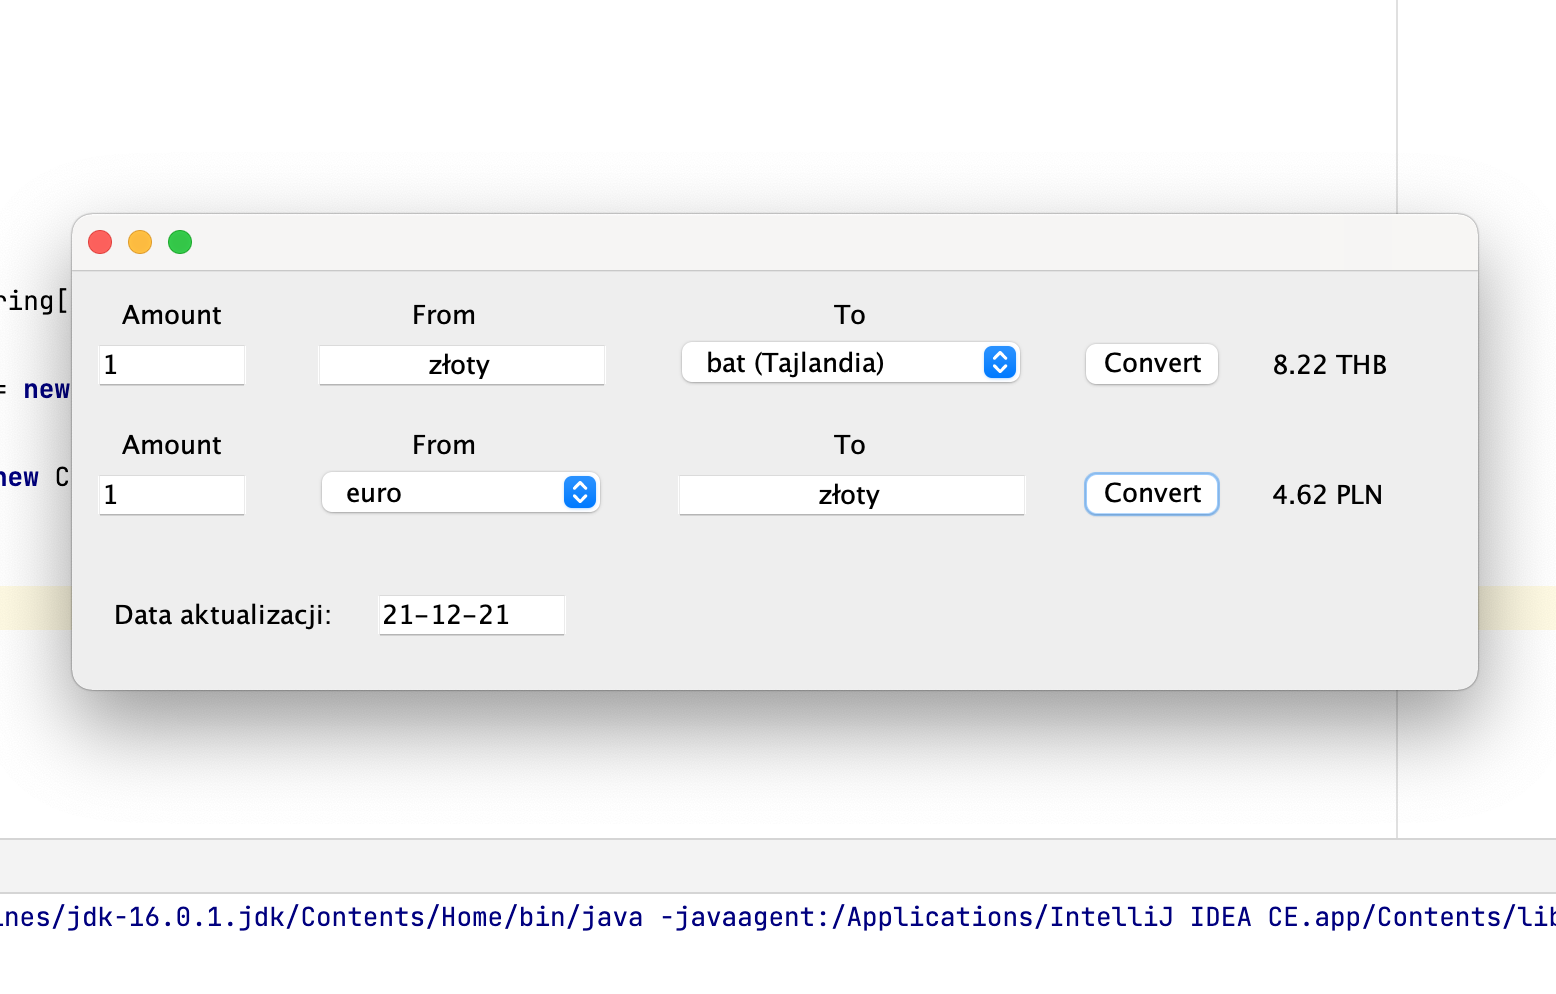 ring[
Amount From To
1 złoty bat (Tajlandia) Convert 8.22 THB
= new
Amount From To
new C
1 euro złoty Convert 4.62 PLN
Data aktualizacji: 21-12-21
ines/jdk-16.0.1.jdk/Contents/Home/bin/java -javaagent:/Applications/IntelliJ IDEA CE.app/Contents/lib